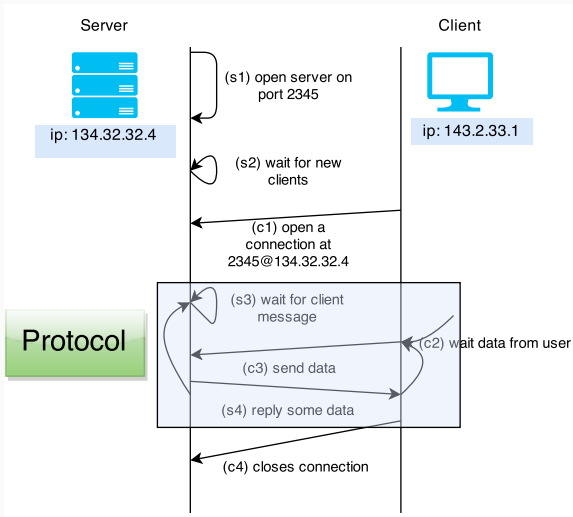 Server
Client
(s1) open server on
port 2345
ip: 134.32.32.4
ip: 143.2.33.1
(s2) wait for new
clients
(c1) open a
connection at
2345@134.32.32.4
(s3) wait for client
message
Protocol
(c2) wait data from user
(c3) send data
(s4) reply some data
(c4) closes connection